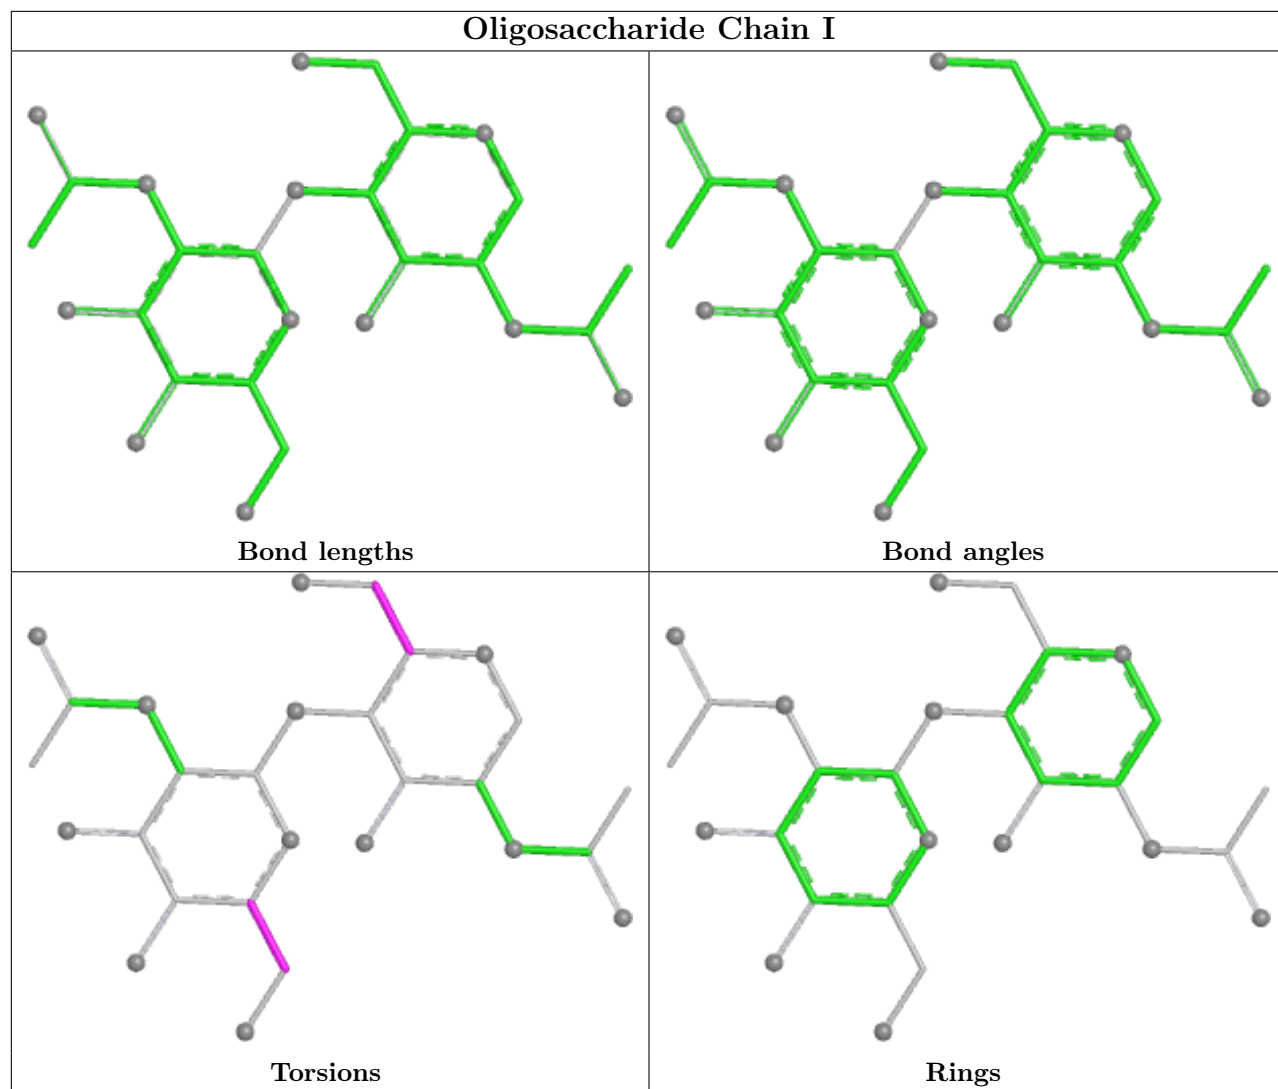 Oligosaccharide Chain I
Bond lengths
Bond angles
Torsions
Rings